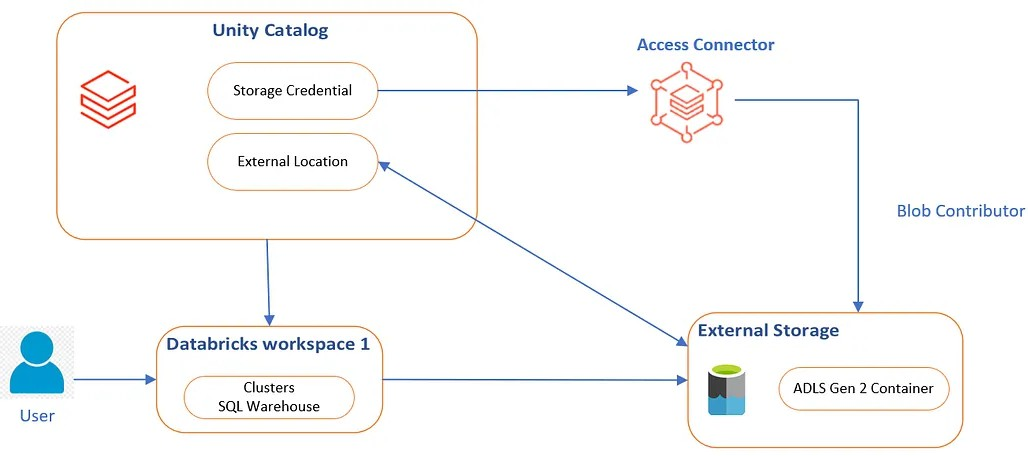 Unity Catalog
Access Connector
Storage Credential
External Location
Blob Contributor
External Storage
Databricks workspace 1
Clusters
SQL Warehouse
ADLS Gen 2 Container
User